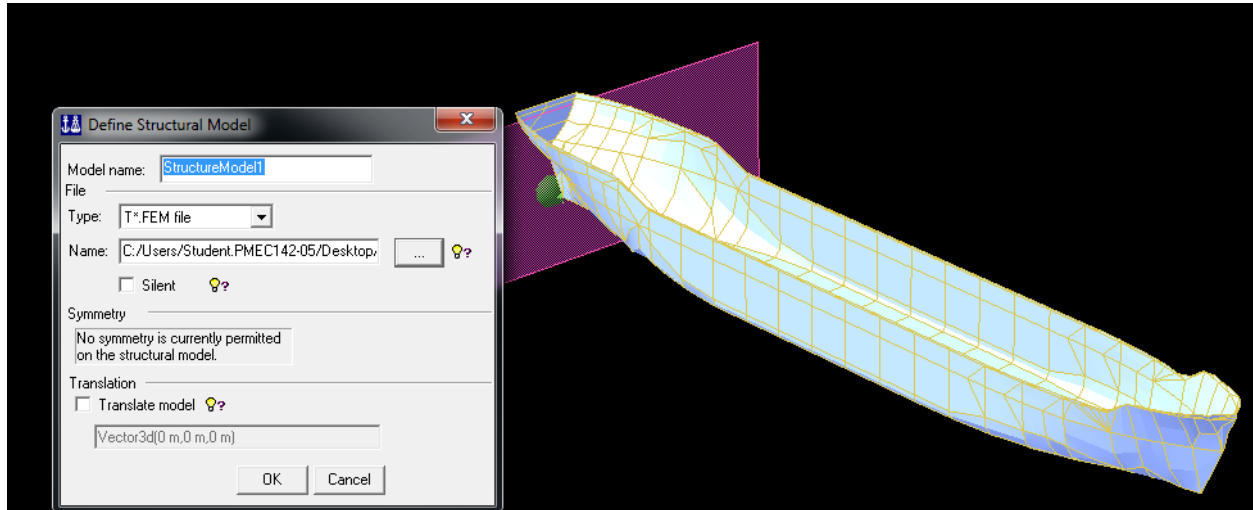 Define Structural Model
Model name: StructureModel1
File
Type: T*.FEM file
Name: C:/Users/Student.PMEC142-05/Desktop/ ... ?
Silent ?
Symmetry
No symmetry is currently permitted
on the structural model.
Translation
Translate model ?
Vector3d(0 m,0 m,0 m)
OK Cancel